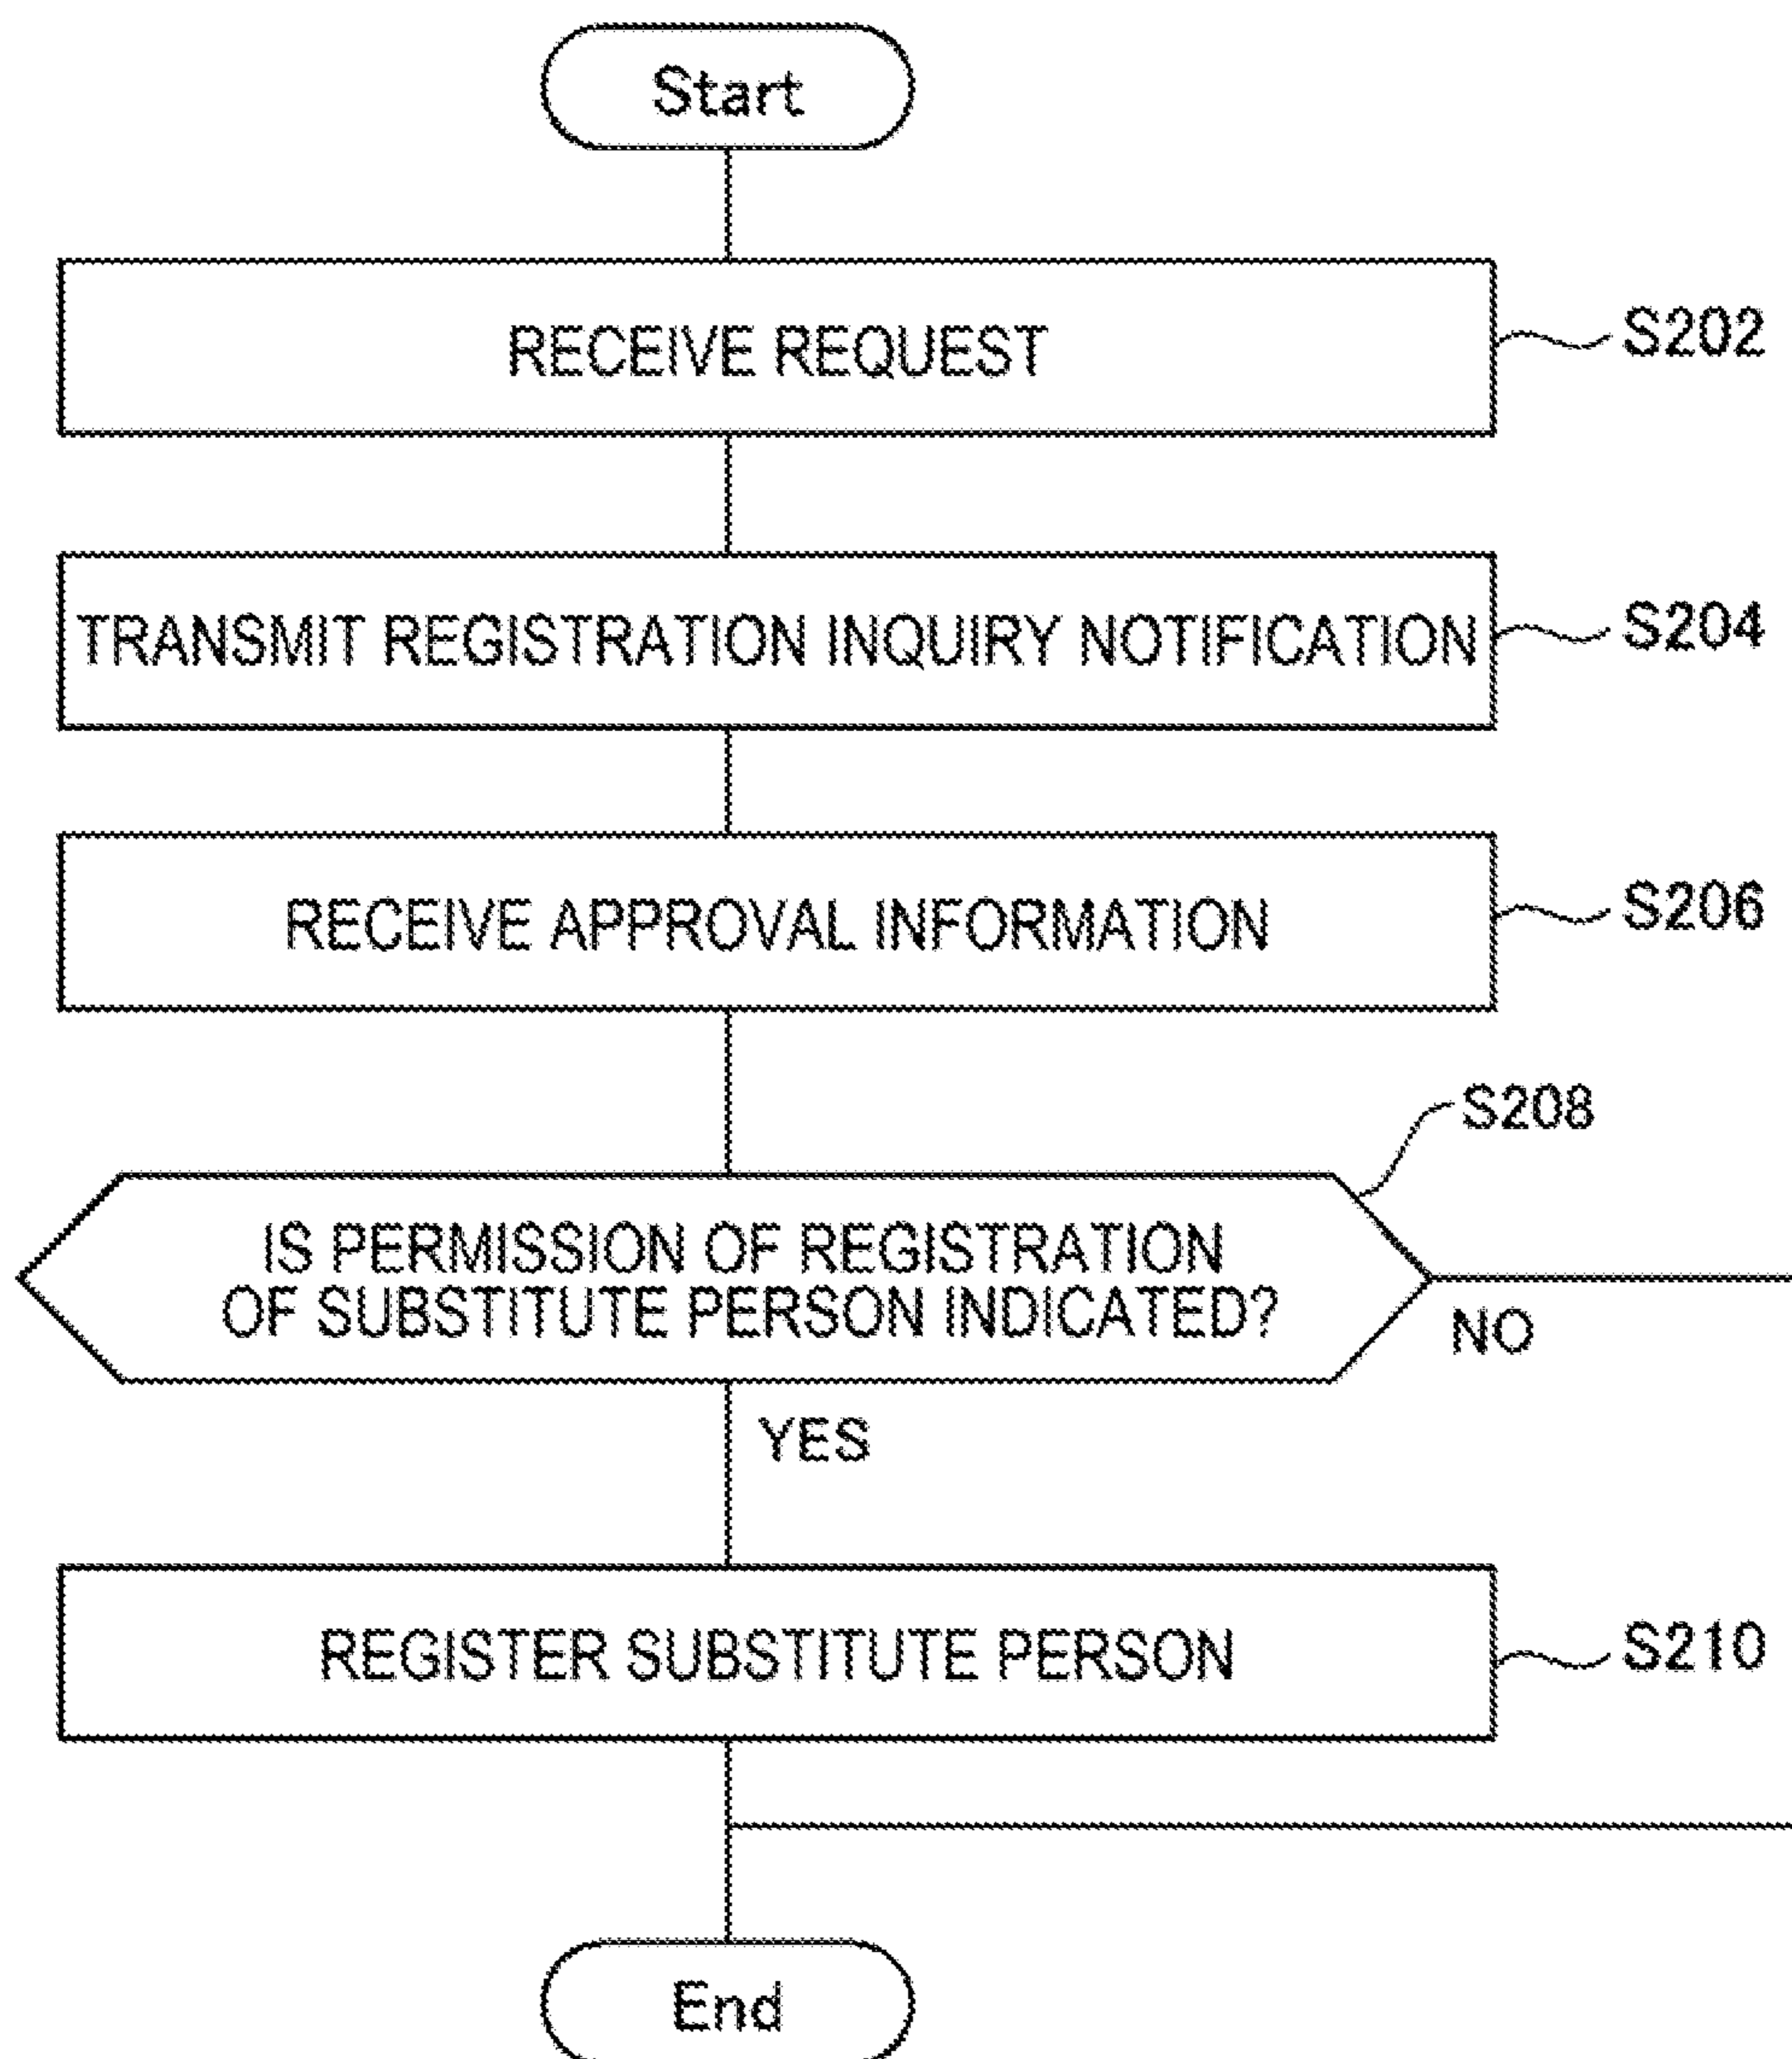 Start
RECEIVE REQUEST
S202
TRANSMIT REGISTRATION INQUIRY NOTIFICATION
S204
RECEIVE APPROVAL INFORMATION
S206
S208
IS PERMISSION OF REGISTRATION
OF SUBSTITUTE PERSON INDICATED?
NO
YES
REGISTER SUBSTITUTE PERSON
S210
End